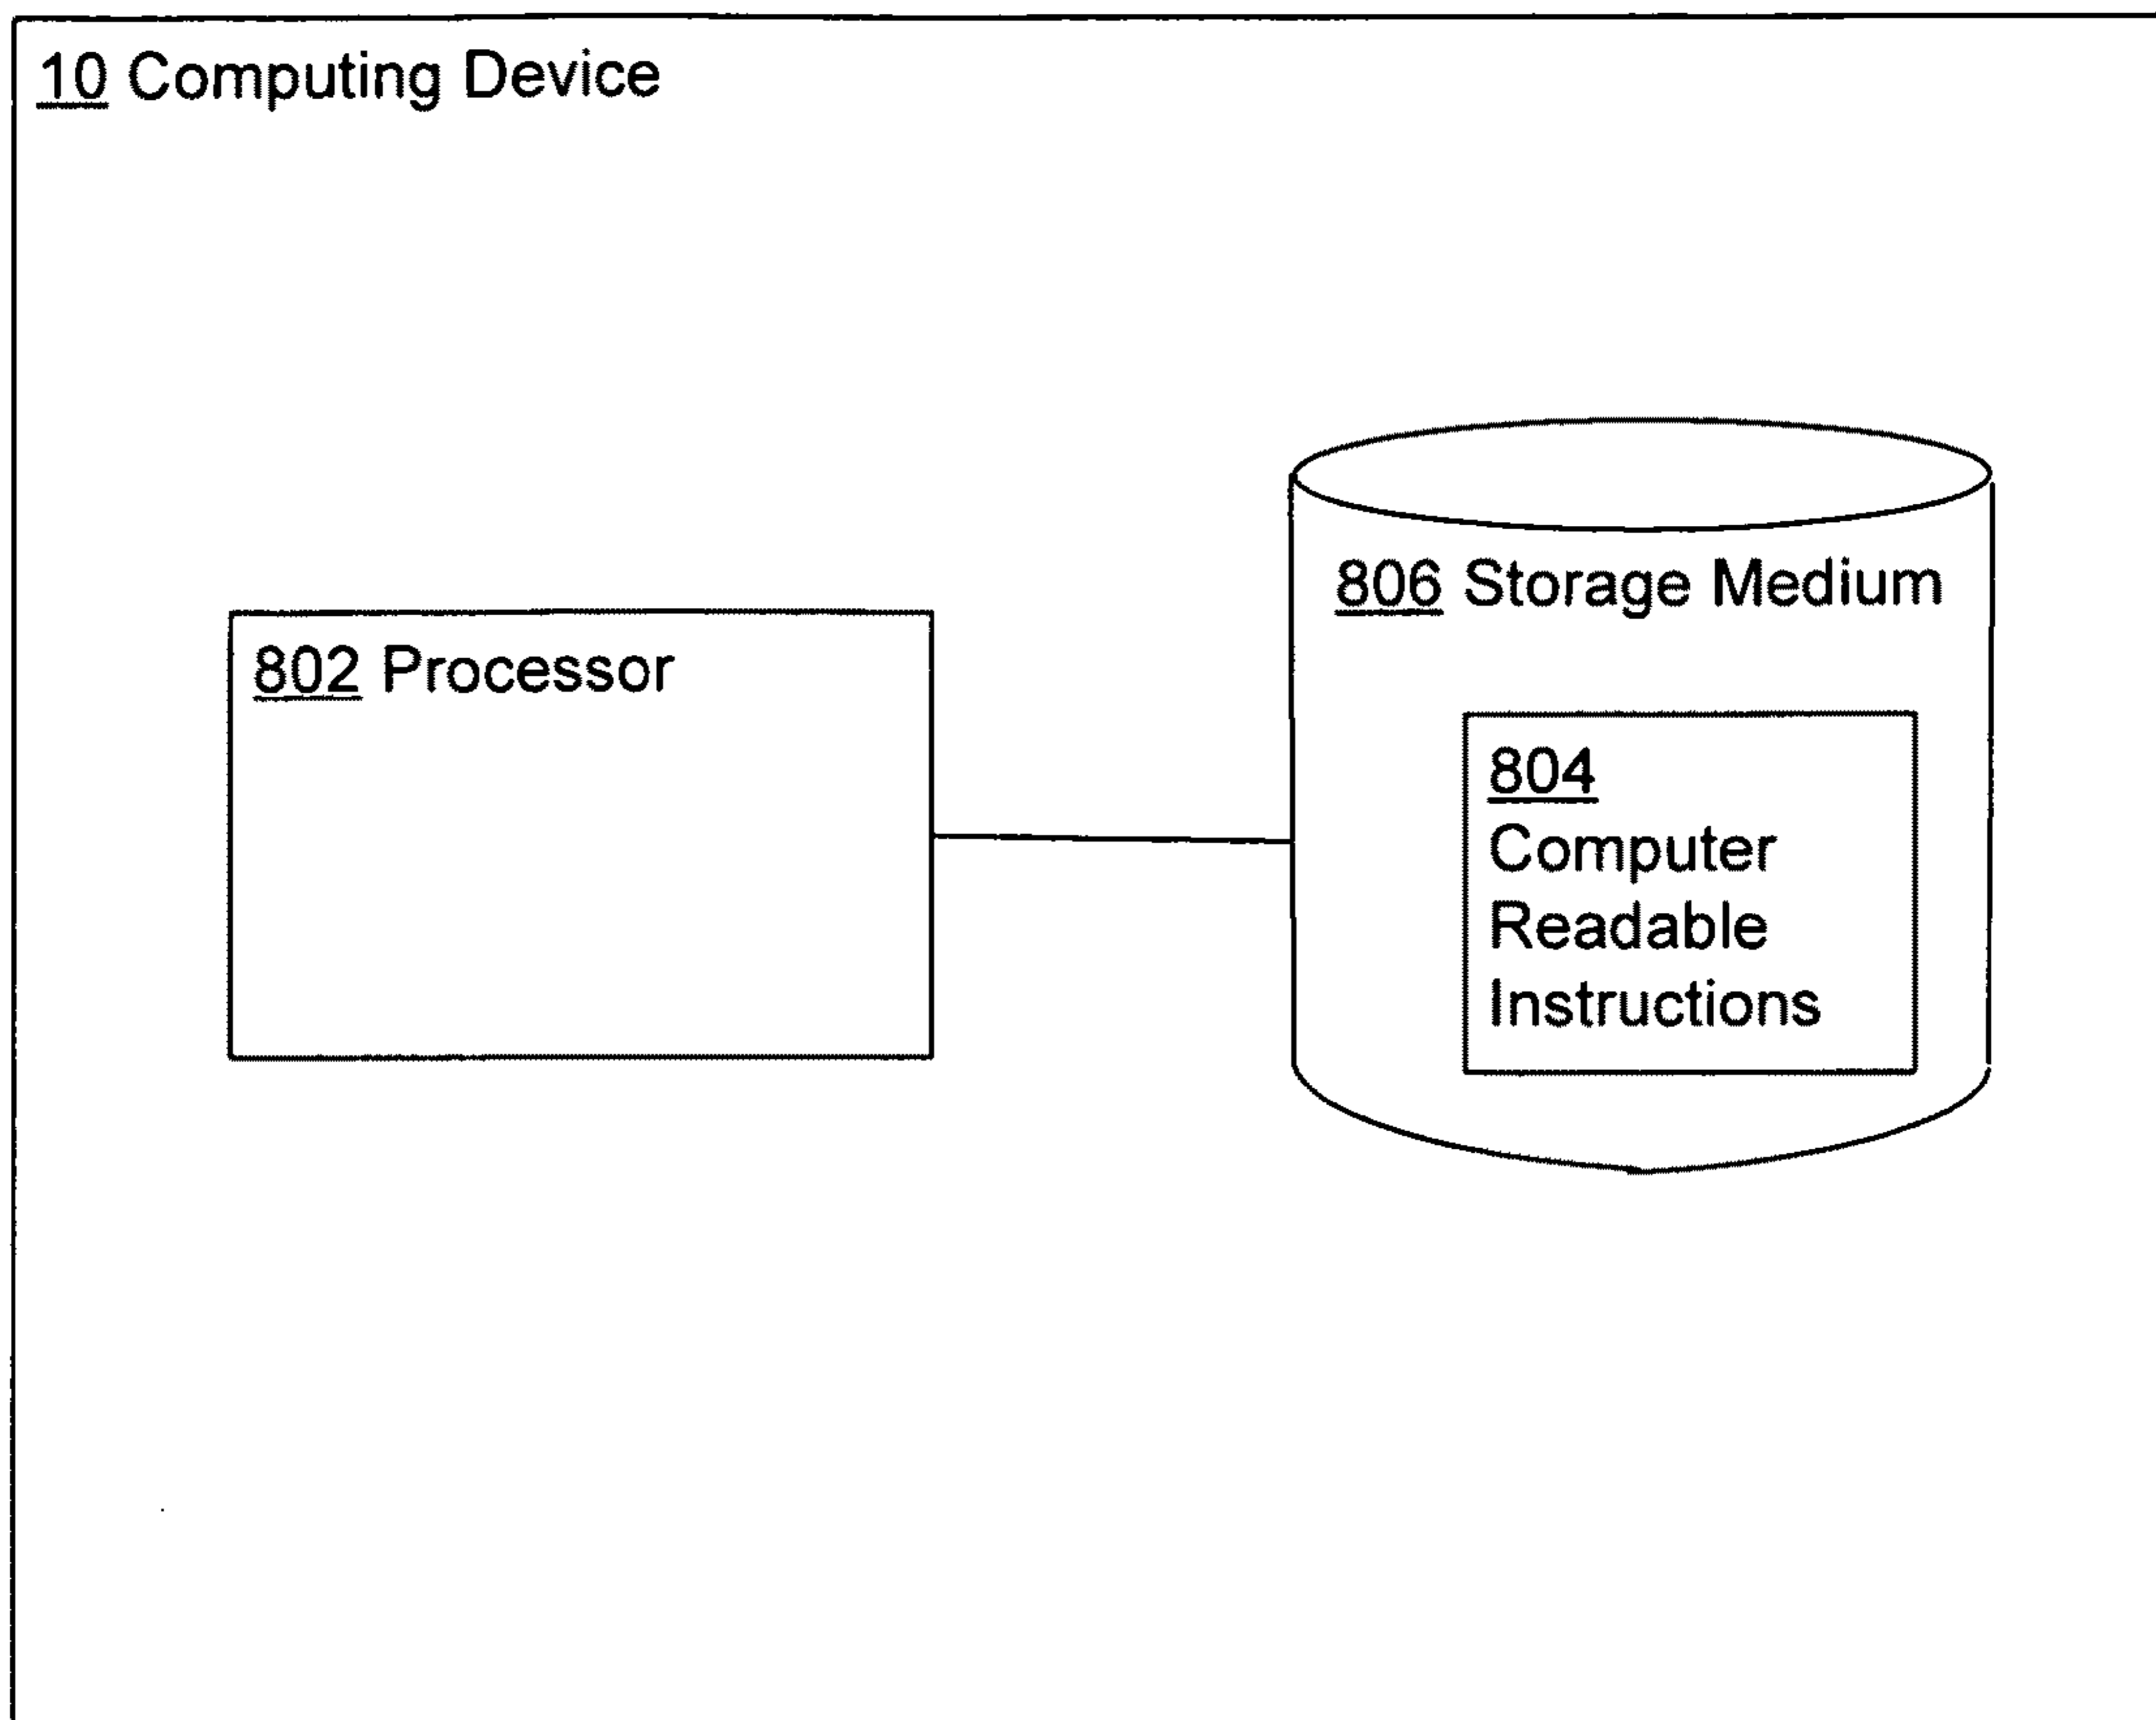 10 Computing Device
806 Storage Medium
802 Processor
804
Computer
Readable
Instructions